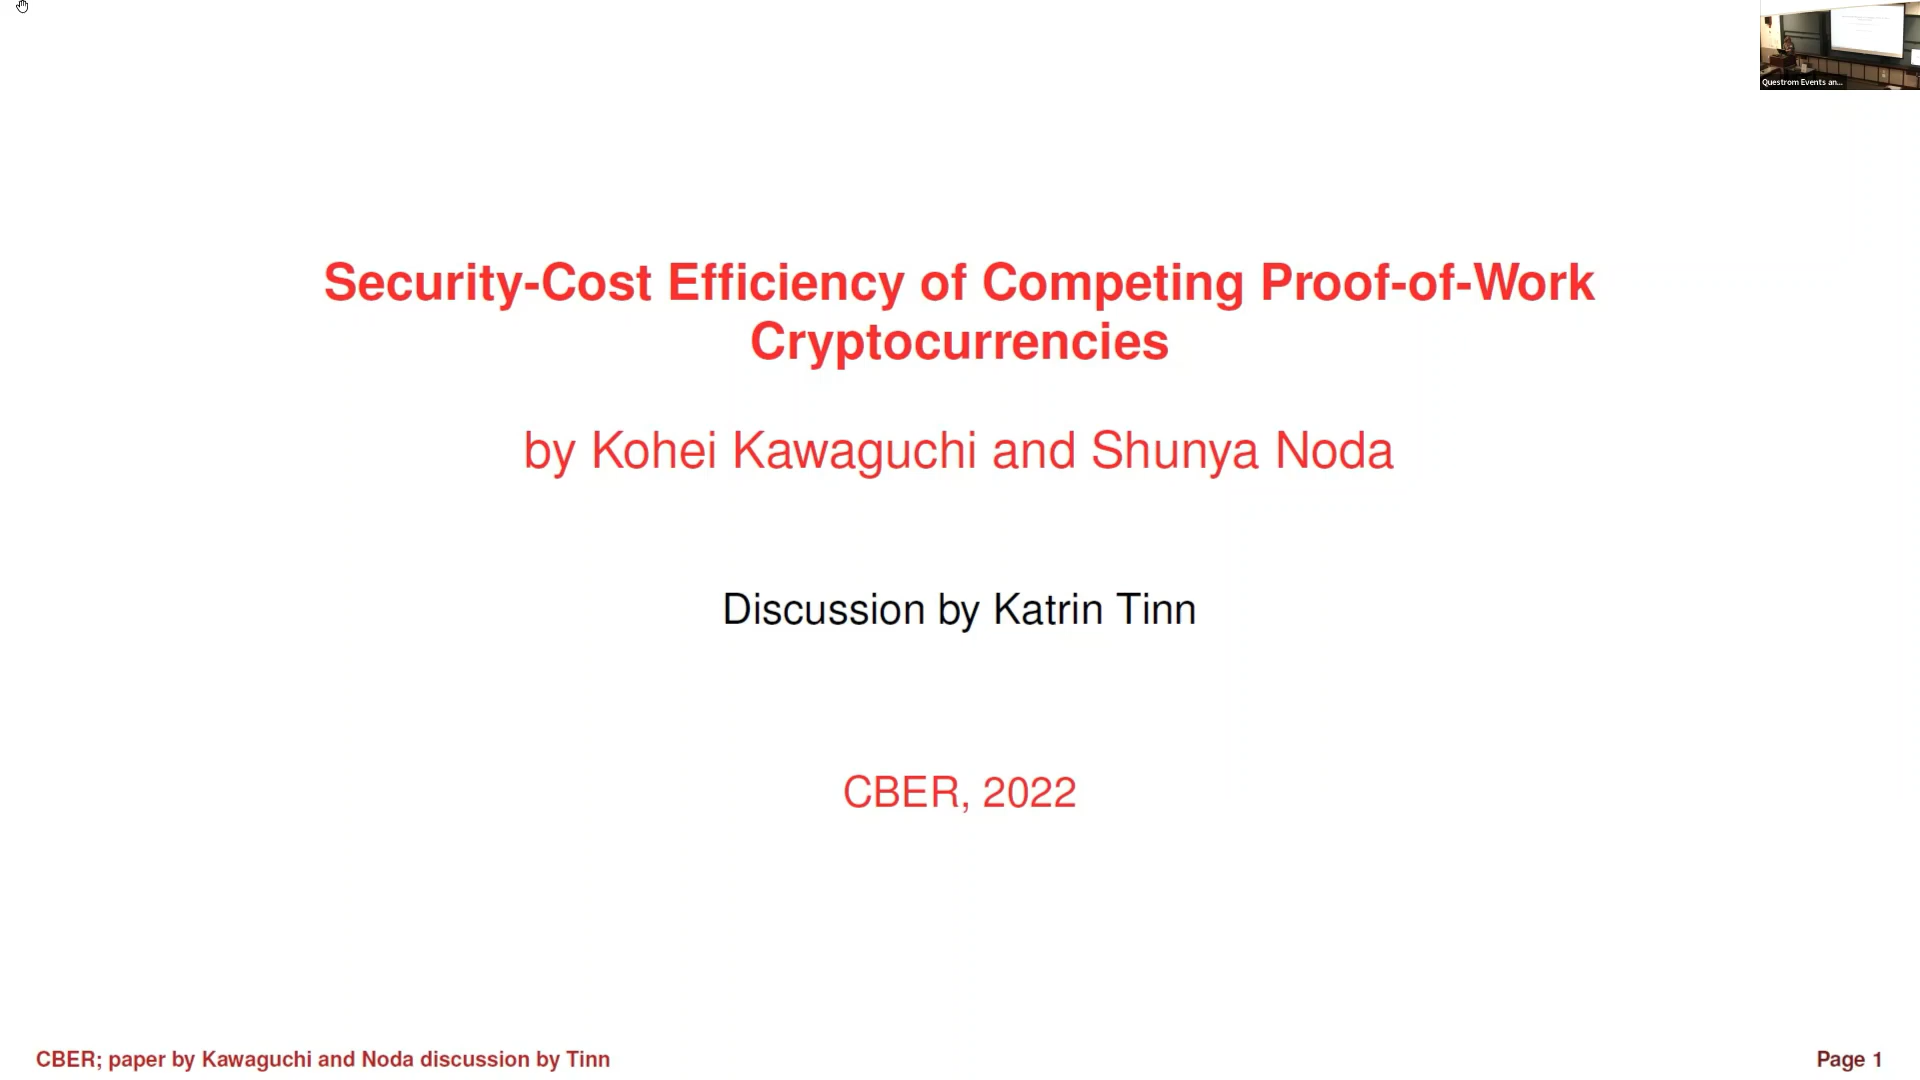 Questrom Events an...
Security-Cost Efficiency of Competing Proof-of-Work
Cryptocurrencies
by Kohei Kawaguchi and Shunya Noda
Discussion by Katrin Tinn
CBER, 2022
CBER; paper by Kawaguchi and Noda discussion by Tinn
Page 1